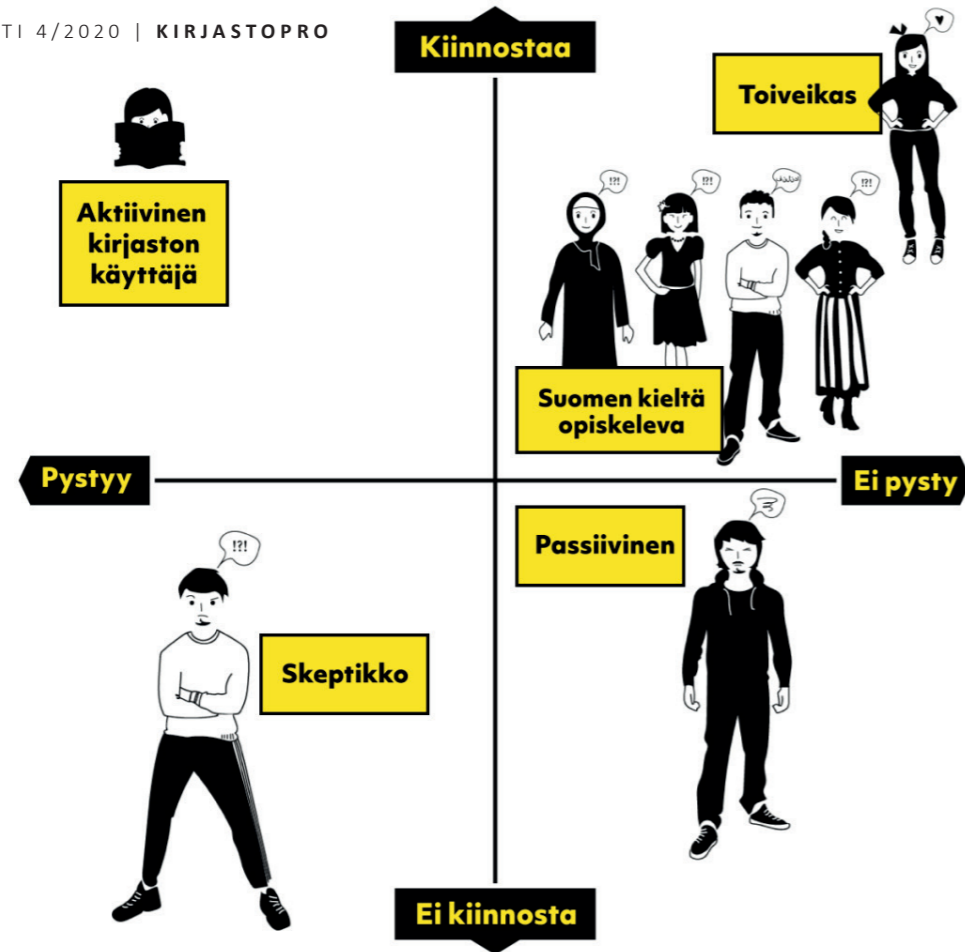 TI 4/2020 | KIRJASTOPRO
Kiinnostaa
Toiveikas
Aktiivinen
kirjaston
käyttäjä
!?!
!?!
!?!
Suomen kieltä
opiskeleva
Pystyy
Ei pysty
Passiivinen
!?!
Skeptikko
Ei kiinnosta